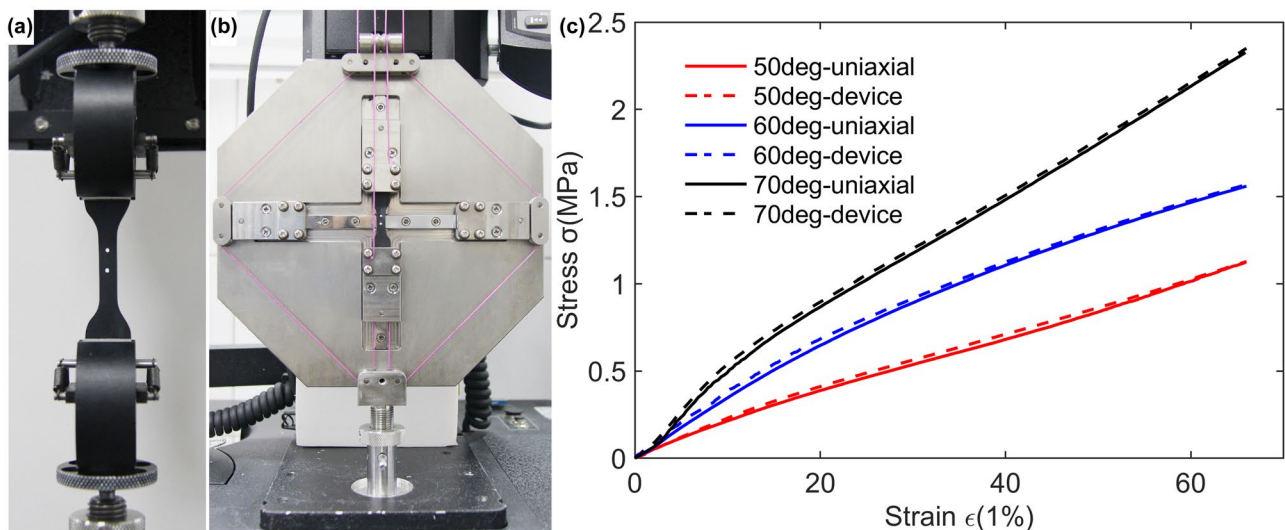 (a)
(b)
(c)
50deg-uniaxial
50deg-device
60deg-uniaxial
60deg-device
70deg-uniaxial
70deg-device
Stress σ(MPa)
2.5
2
1.5
1
0.5
0
0
20
40
60
Strain ϵ(1%)